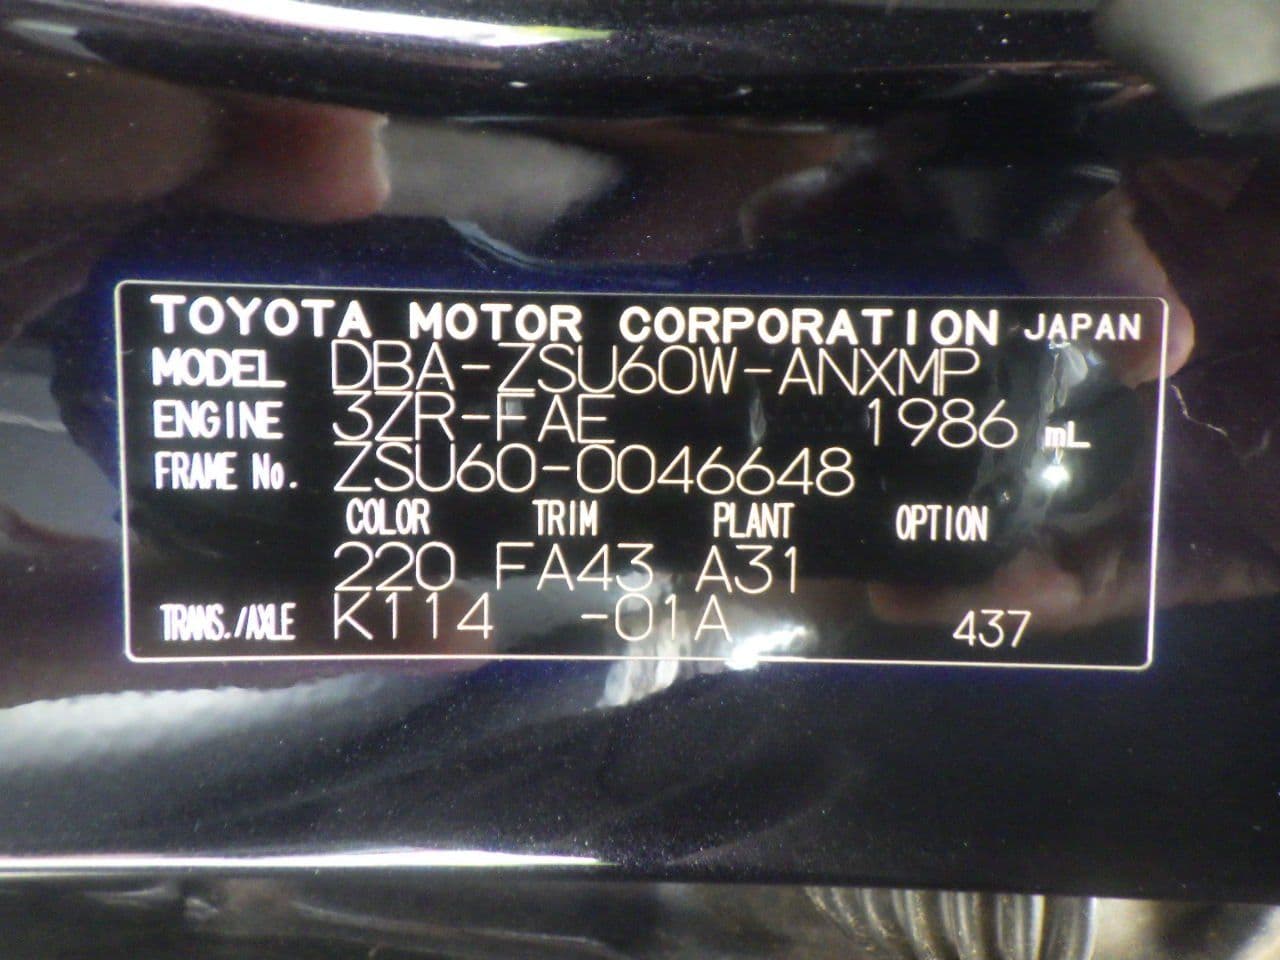 TOYOTA MOTOR CORPORATION JAPAN
MODEL DBA-ZSU60W-ANXMP
ENGINE 3ZR-FAE 1986 mL
FRAME No. ZSU60-0046648
COLOR TRIM PLANT OPTION
220 FA43 A31
TRANS./AXLE K114 -01A 437